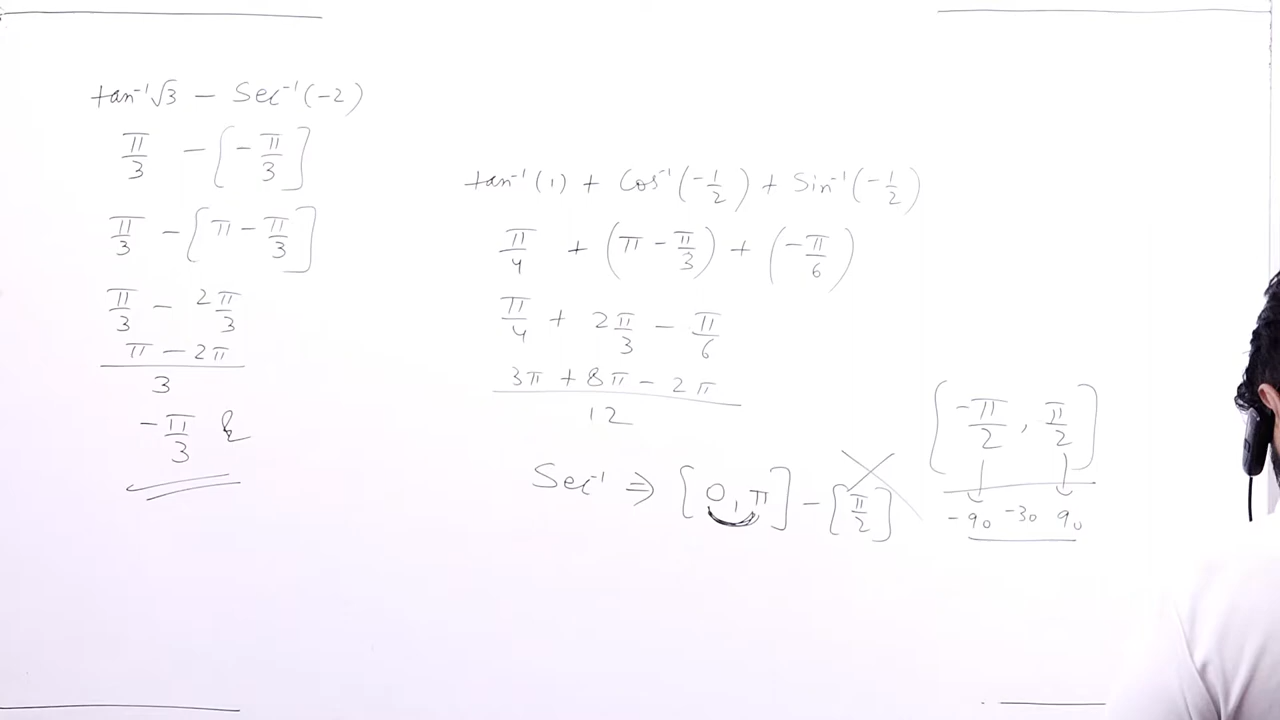 tan⁻¹√3 − Sec⁻¹(−2)
π/3 − [−π/3]
π/3 − [π − π/3]
π/3 − 2π/3
π − 2π / 3
−π/3
tan⁻¹(1) + Cos⁻¹(−1/2) + Sin⁻¹(−1/2)
π/4 + (π − π/3) + (−π/6)
π/4 + 2π/3 − π/6
3π + 8π − 2π / 12
Sec⁻¹ ⇒ [0, π] − [π/2]
[−π/2, π/2]
−90 −30 90